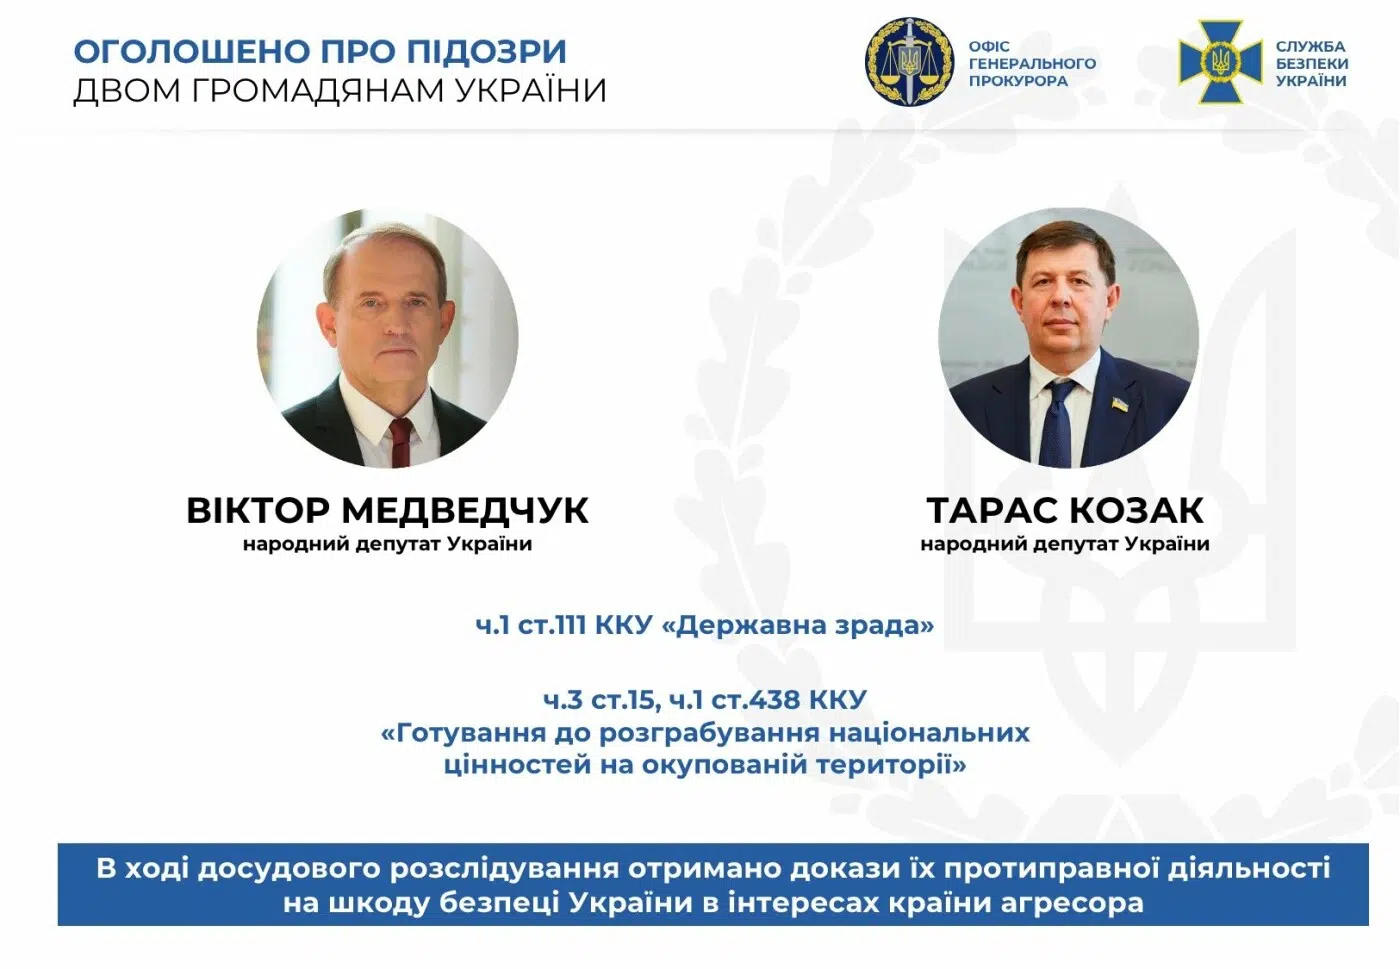 ОГОЛОШЕНО ПРО ПІДОЗРИ
ДВОМ ГРОМАДЯНАМ УКРАЇНИ
ОФІС
ГЕНЕРАЛЬНОГО
ПРОКУРОРА
СЛУЖБА
БЕЗПЕКИ
УКРАЇНИ
ВІКТОР МЕДВЕДЧУК
народний депутат України
ТАРАС КОЗАК
народний депутат України
ч.1 ст.111 ККУ «Державна зрада»
ч.3 ст.15, ч.1 ст.438 ККУ
«Готування до розграбування національних
цінностей на окупованій території»
В ході досудового розслідування отримано докази їх протиправної діяльності
на шкоду безпеці України в інтересах країни агресора